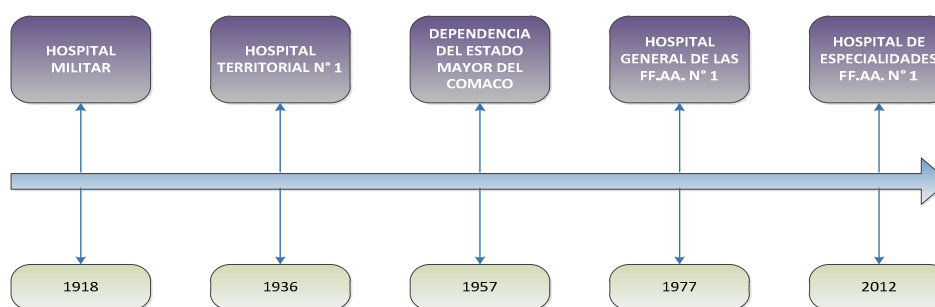 HOSPITAL
MILITAR
HOSPITAL
TERRITORIAL N° 1
DEPENDENCIA
DEL ESTADO
MAYOR DEL
COMACO
HOSPITAL
GENERAL DE LAS
FF.AA. N° 1
HOSPITAL DE
ESPECIALIDADES
FF.AA. N° 1
1918
1936
1957
1977
2012